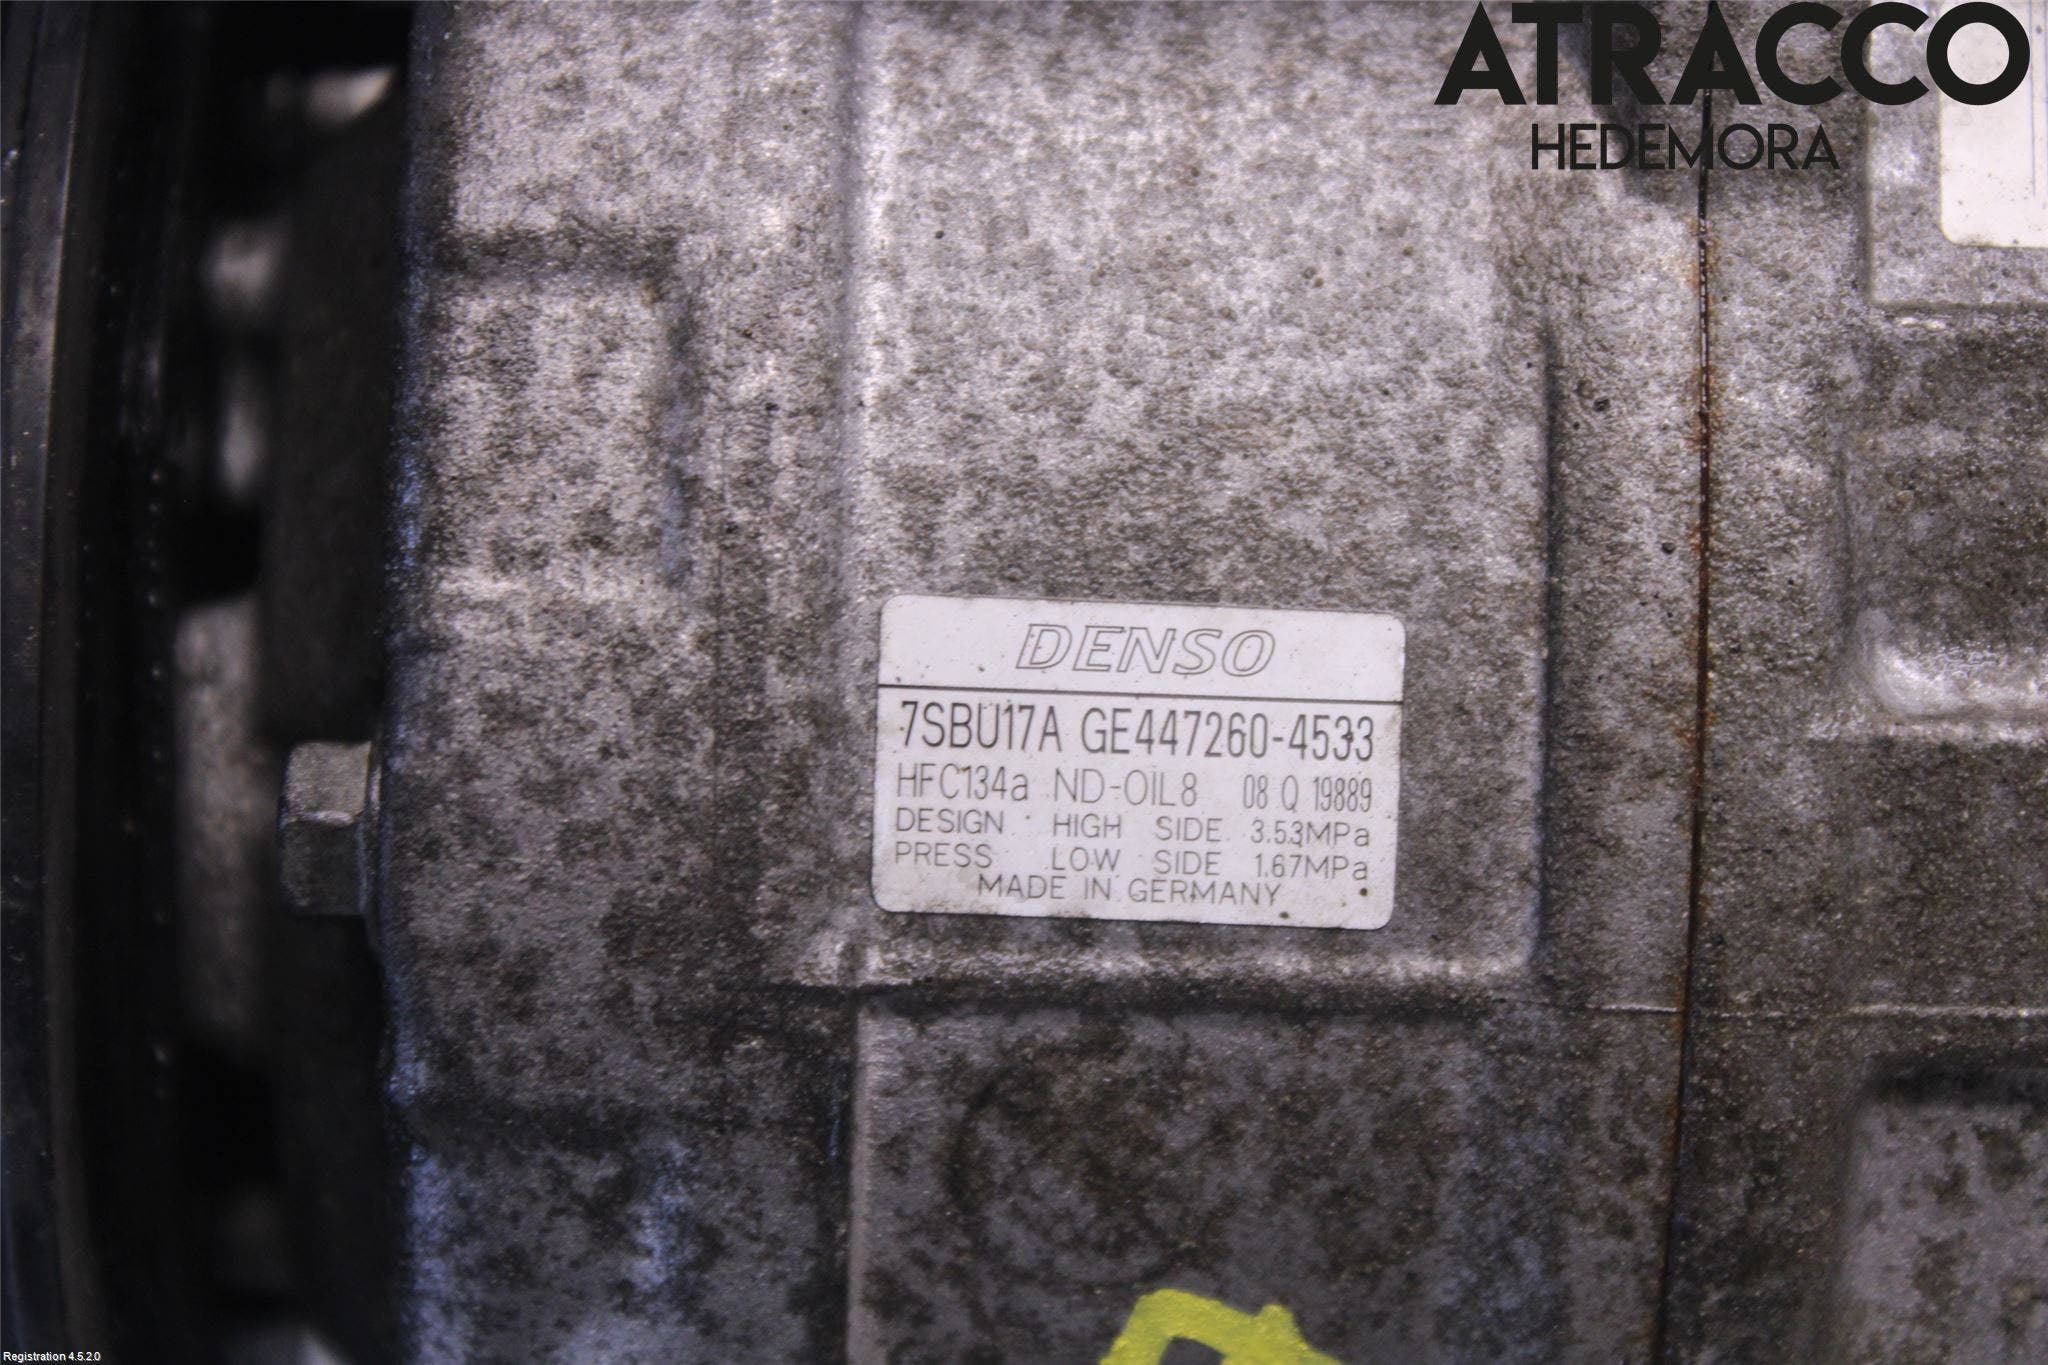 ATRACCO
HEDEMORA
DENSO
7SBU17A GE447260-4533
HFC134a ND-OIL8 08 Q 19889
DESIGN HIGH SIDE 3.53MPa
PRESS LOW SIDE 1.67MPa
MADE IN GERMANY
Registration 4.5.2.0